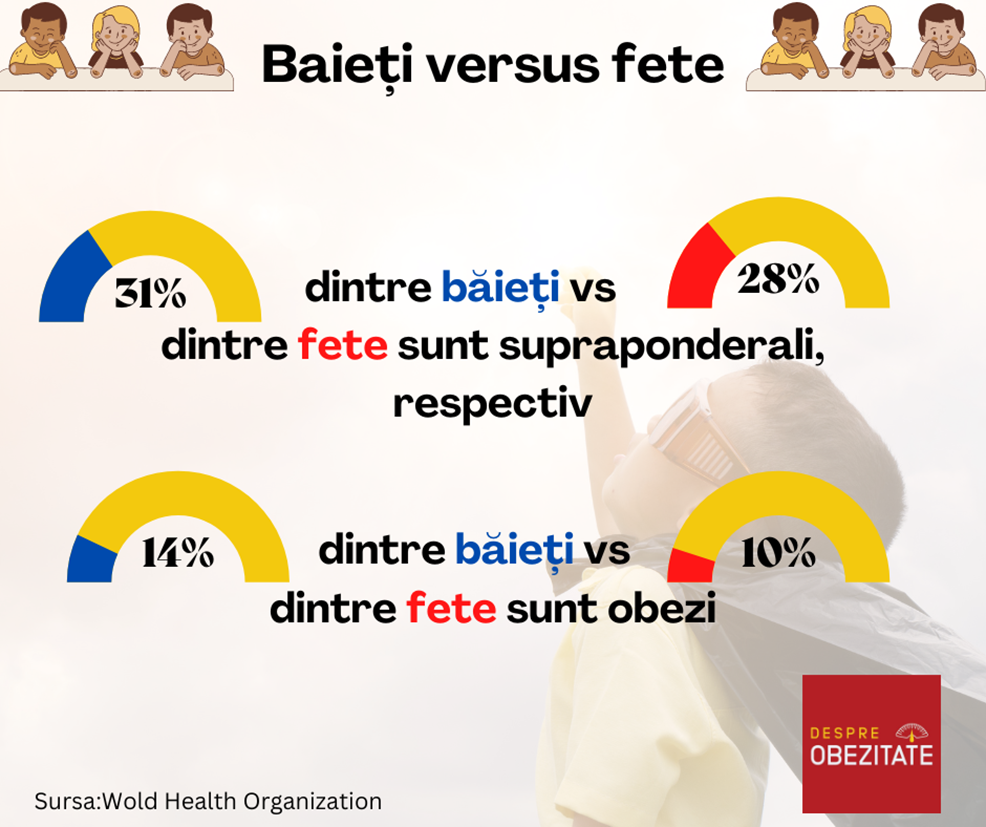 Baieți versus fete
31%
dintre băieți vs
28%
dintre fete sunt supraponderali,
respectiv
14%
dintre băieți vs
10%
dintre fete sunt obezi
DESPRE
OBEZITATE
Sursa:Wold Health Organization